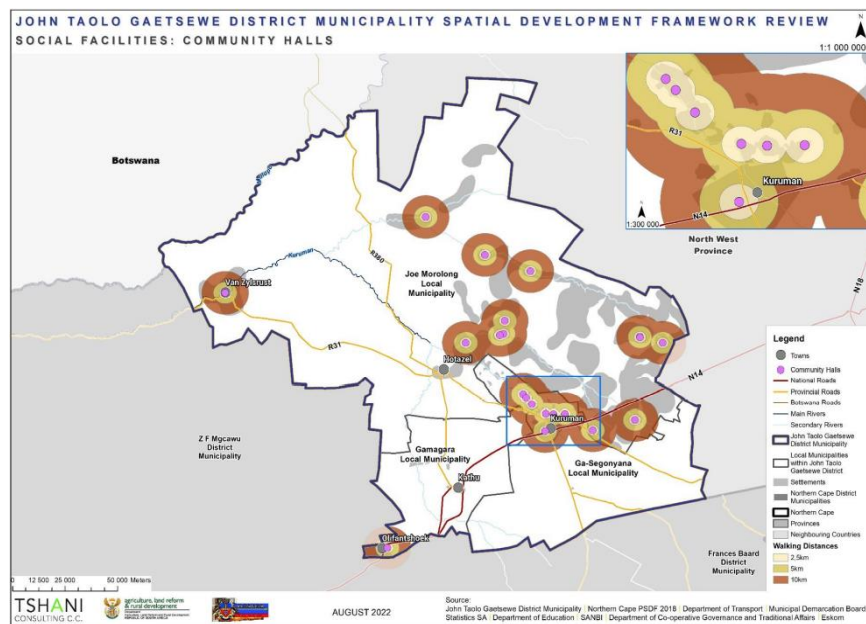 JOHN TAOLO GAETSEWE DISTRICT MUNICIPALITY SPATIAL DEVELOPMENT FRAMEWORK REVIEW
SOCIAL FACILITIES: COMMUNITY HALLS
1:1 000 000
R31
Kuruman
N14
1:300 000
Botswana
North West
Province
Kuruman
R380
Joe Morolong
Local
Municipality
Van Zylsrust
N18
R31
Hotazel
N14
Kuruman
Z F Mgcawu
District
Municipality
Gamagara
Local Municipality
Ga-Segonyana
Local Municipality
Kathu
Olifantshoek
Frances Baard
District
Municipality
Legend
Towns
Community Halls
National Roads
Provincial Roads
Botswana Roads
Main Rivers
Secondary Rivers
John Taolo Gaetsewe
District Municipality
Local Municipalities
within John Taolo
Gaetsewe District
Settlements
Northern Cape District
Municipalities
Northern Cape
Provinces
Neighbouring Countries
Walking Distances
2,5km
5km
10km
0 12 500 25 000 50 000 Meters
TSHANI
CONSULTING C.C.
agriculture, land reform
& rural development
AUGUST 2022
Source:
John Taolo Gaetsewe District Municipality | Northern Cape PSDF 2018 | Department of Transport | Municipal Demarcation Board
Statistics SA | Department of Education | SANBI | Department of Co-operative Governance and Traditional Affairs | Eskom